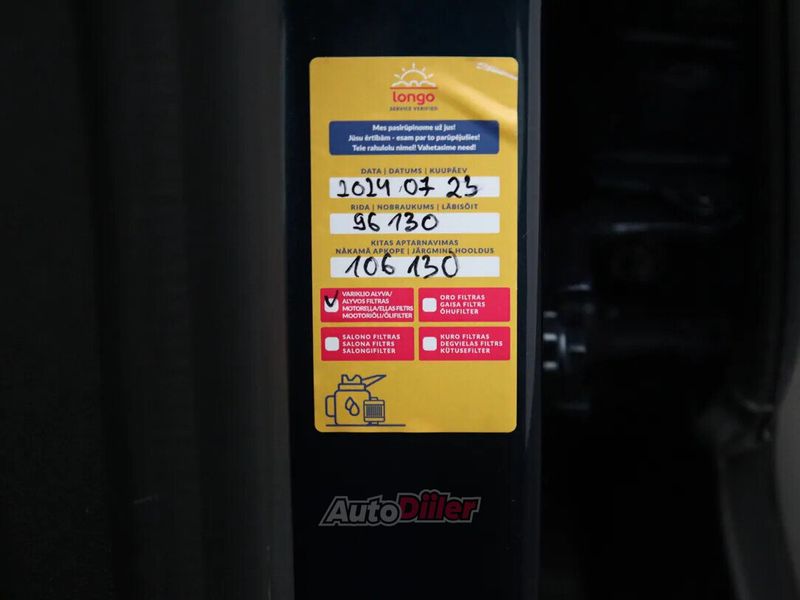 longo
SERVICE VERIFIED
Mes pasirūpinome už jus!
Jūsu ērtībām - esam par to parūpējušies!
Teie rahulolu nimel! Vahetasime need!
DATA | DATUMS | KUUPÄEV
2024 07 23
RIDA | NOBRAUKUMS | LÄBISÕIT
96 130
KITAS APTARNAVIMAS
NĀKAMĀ APKOPE | JÄRGMINE HOOLDUS
106 130
VARIKLIO ALYVA/
ALYVOS FILTRAS
MOTOREĻĻA/EĻĻAS FILTRS
MOOTORIÕLI/ÕLIFILTER
ORO FILTRAS
GAISA FILTRS
ÕHUFILTER
SALONO FILTRAS
SALONA FILTRS
SALONGIFILTER
KURO FILTRAS
DEGVIELAS FILTRS
KÜTUSEFILTER
AutoDiiler